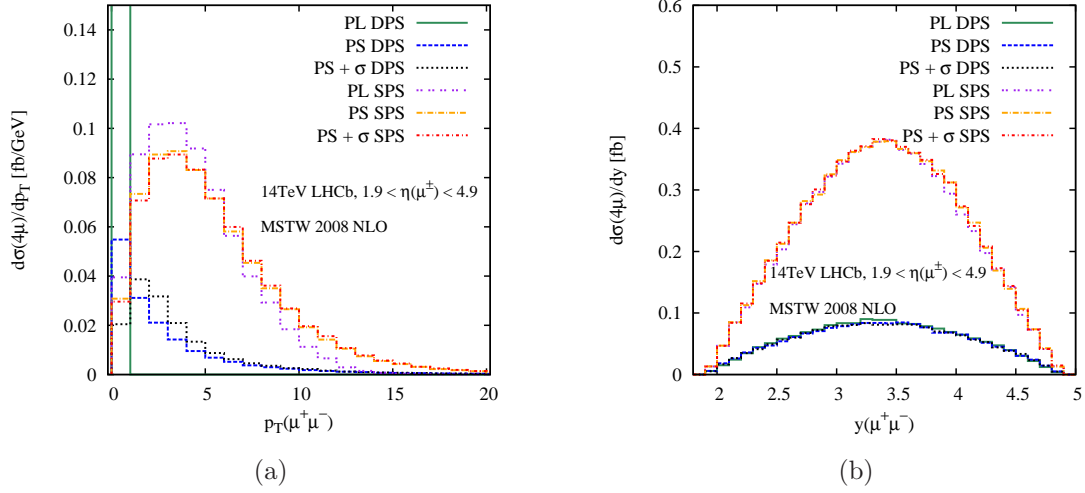 0.14
0.12
0.1
0.08
0.06
0.04
0.02
0
dσ(4μ)/dp_T [fb/GeV]
PL DPS
PS DPS
PS + σ DPS
PL SPS
PS SPS
PS + σ SPS
14TeV LHCb, 1.9 < η(μ±) < 4.9
MSTW 2008 NLO
0 5 10 15 20
p_T(μ⁺μ⁻)
(a)
0.6
0.5
0.4
0.3
0.2
0.1
0
dσ(4μ)/dy [fb]
PL DPS
PS DPS
PS + σ DPS
PL SPS
PS SPS
PS + σ SPS
14TeV LHCb, 1.9 < η(μ±) < 4.9
MSTW 2008 NLO
2 2.5 3 3.5 4 4.5 5
y(μ⁺μ⁻)
(b)